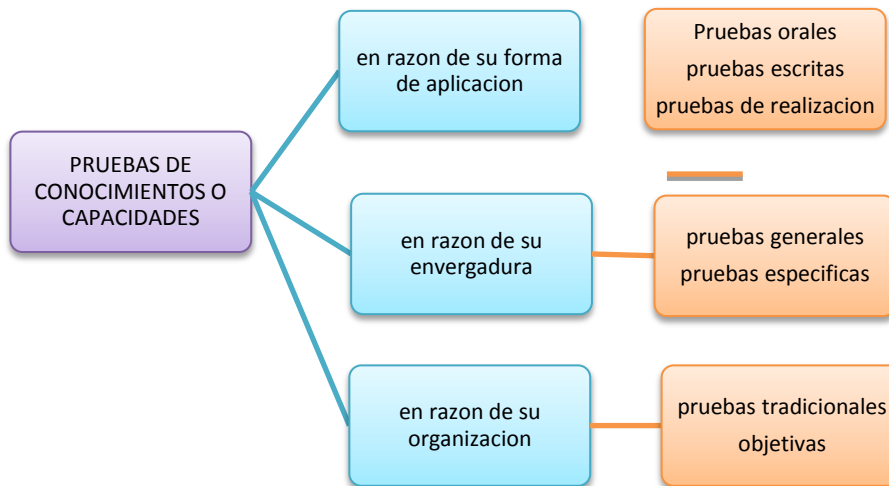 PRUEBAS DE
CONOCIMIENTOS O
CAPACIDADES
en razon de su forma
de aplicacion
Pruebas orales
pruebas escritas
pruebas de realizacion
en razon de su
envergadura
pruebas generales
pruebas especificas
en razon de su
organizacion
pruebas tradicionales
objetivas